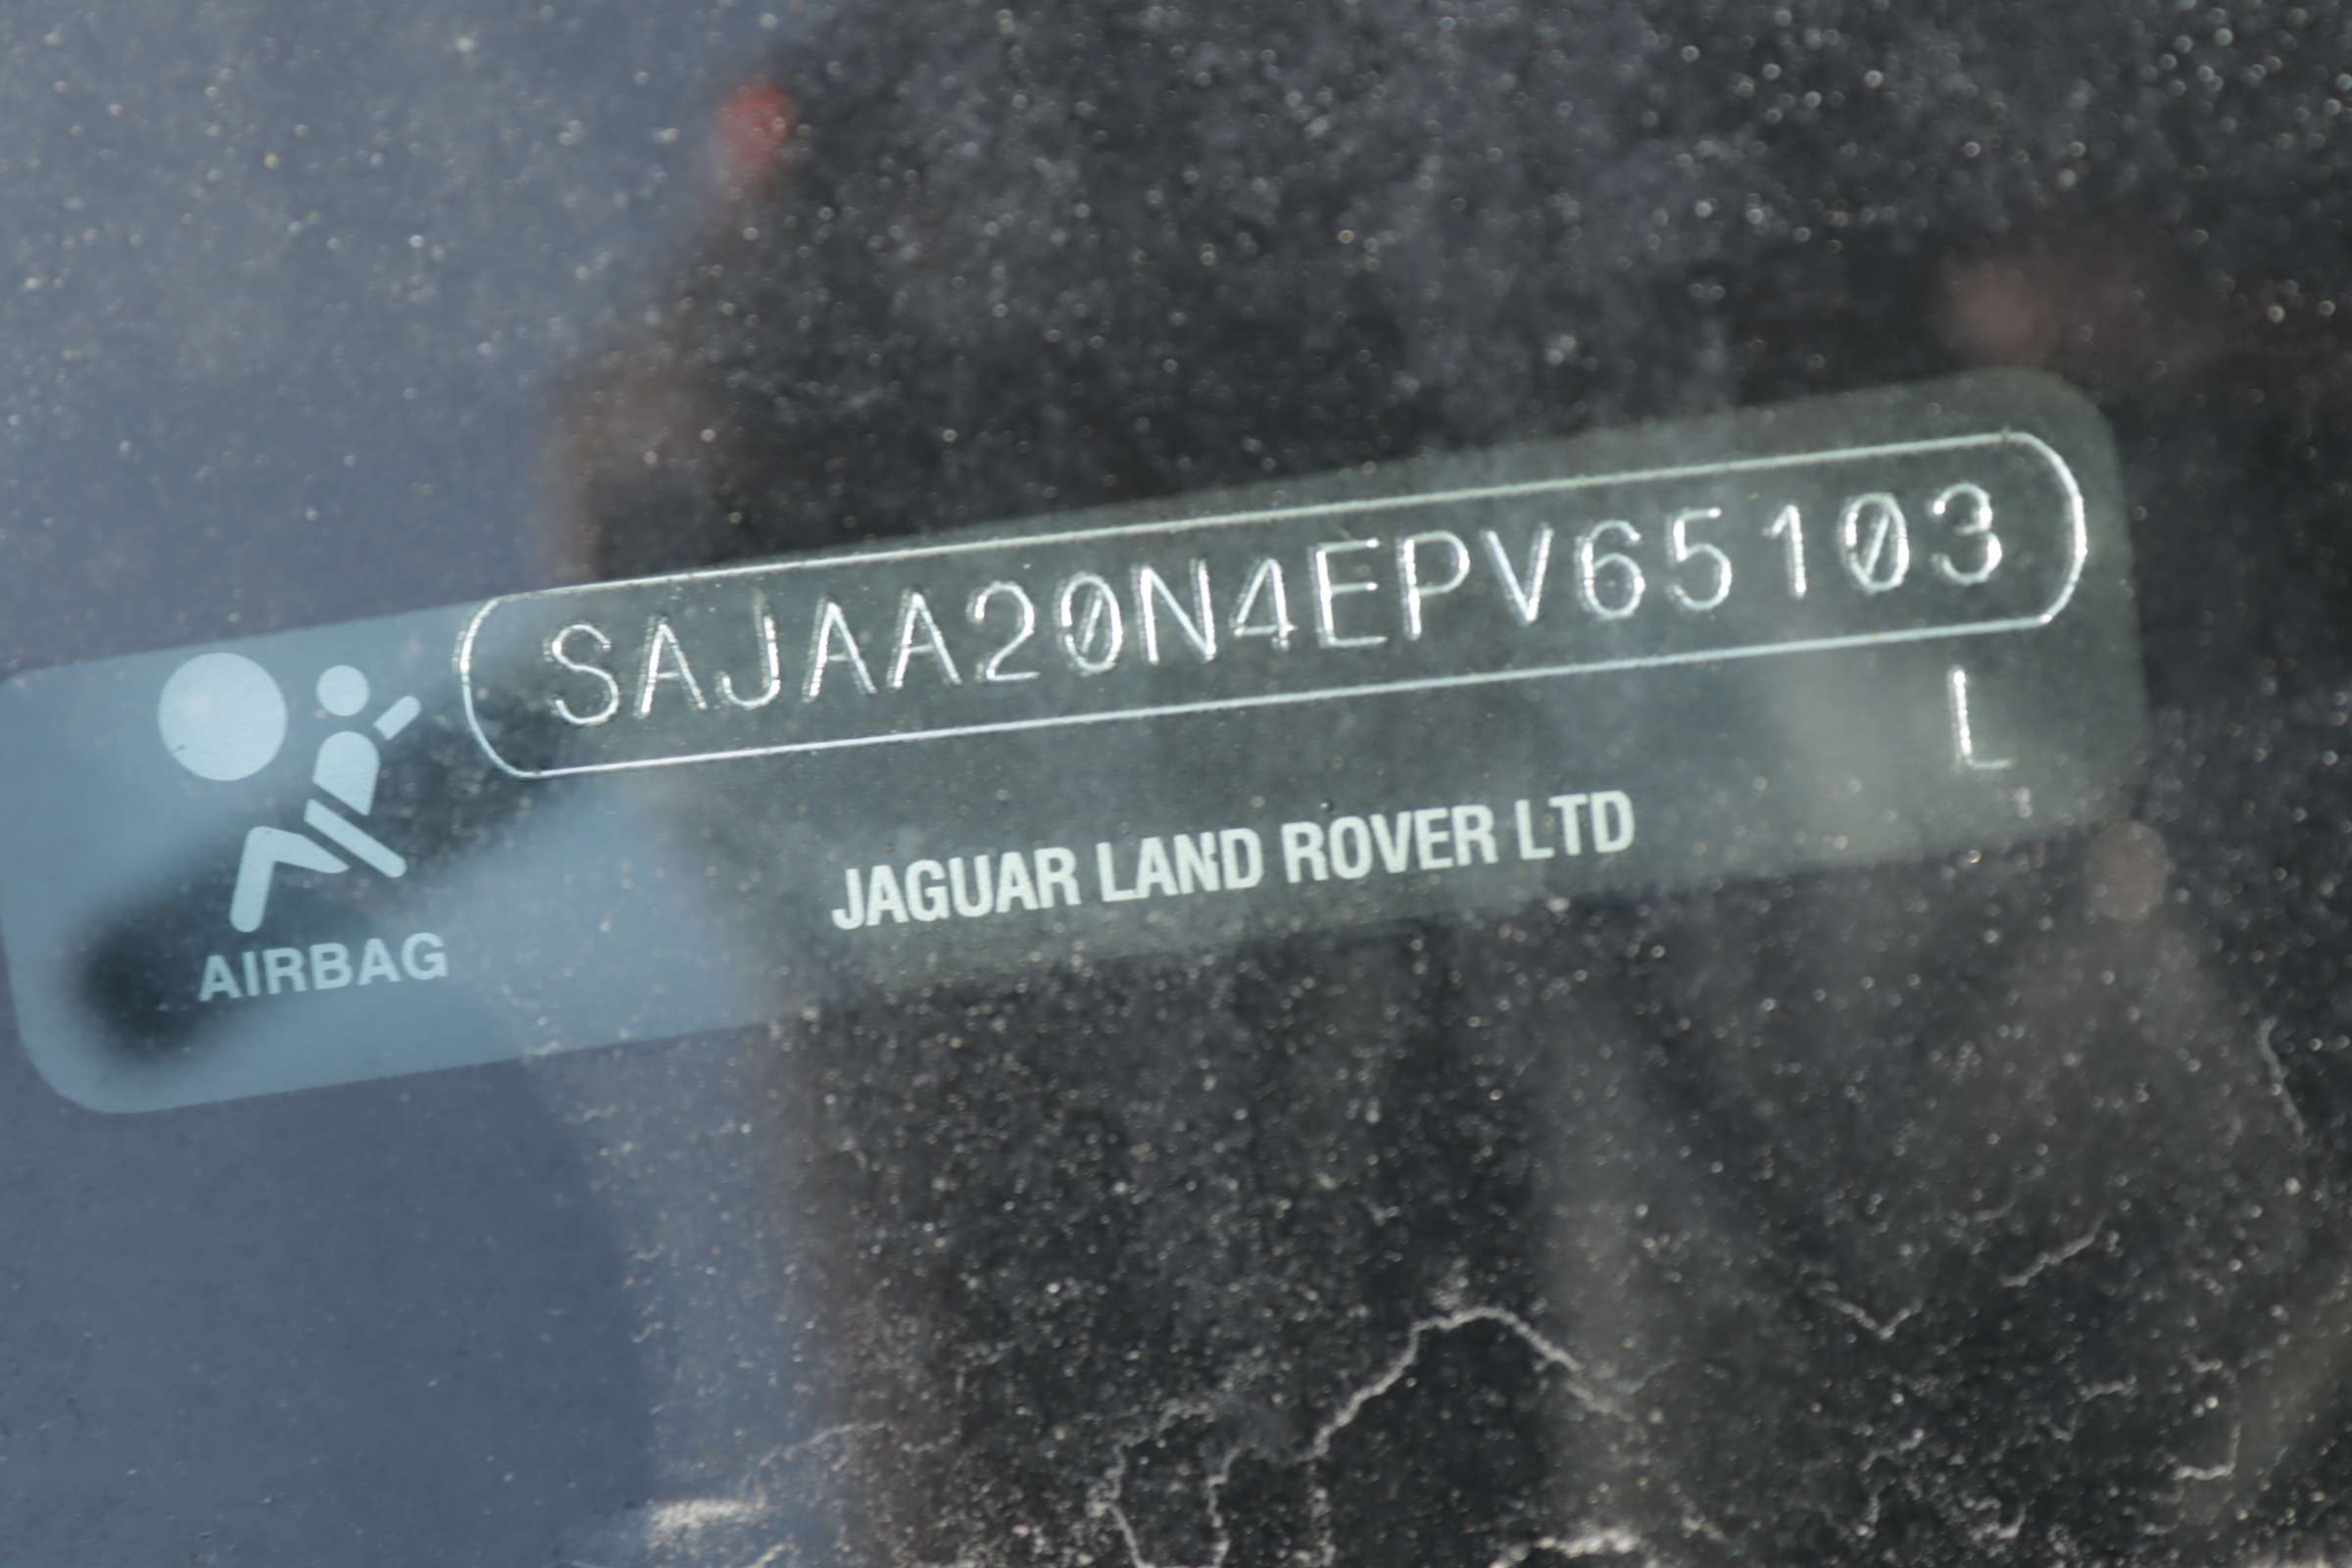 SAJAA20N4EPV65103
L
JAGUAR LAND ROVER LTD
AIRBAG